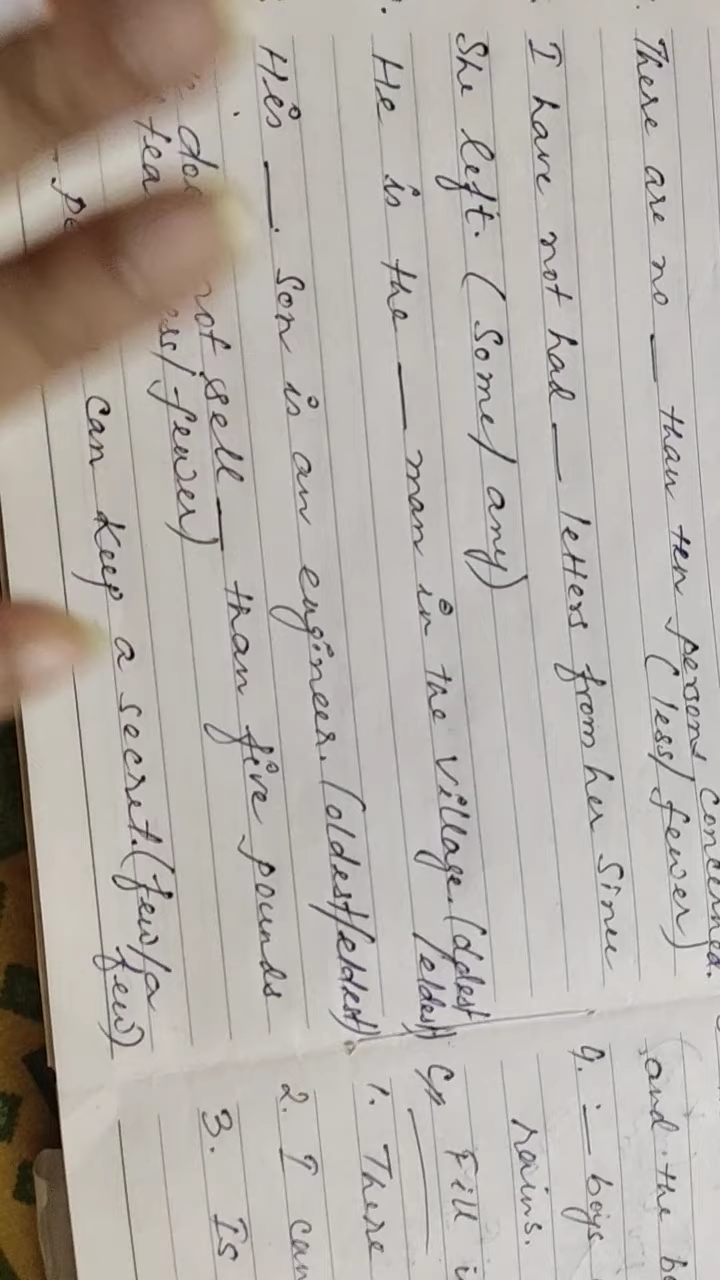 concerned.
There are no — than ten persons
(less/fewer)
I have not had — letters from her since
She left. (Some/any)
He is the — man in the village. (oldest
/eldest)
His — Son is an engineer. (oldest/eldest)
not sell — than five pounds
/fewer)
can keep a secret. (few/a
few)
and the
9. — boys
rains.
Fill
1. There
2. I can
3. Is